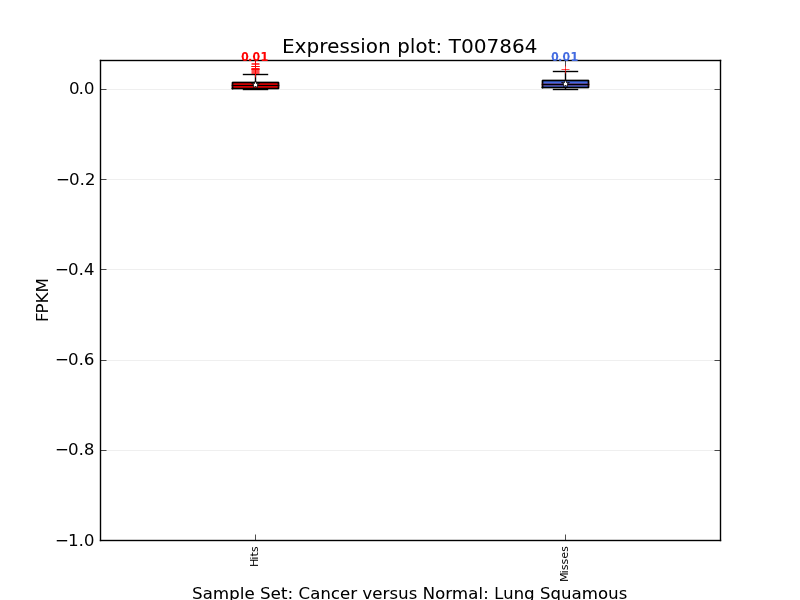 Expression plot: T007864
0.01
0.01
0.0
−0.2
−0.4
−0.6
−0.8
−1.0
FPKM
Hits
Misses
Sample Set: Cancer versus Normal: Lung Squamous